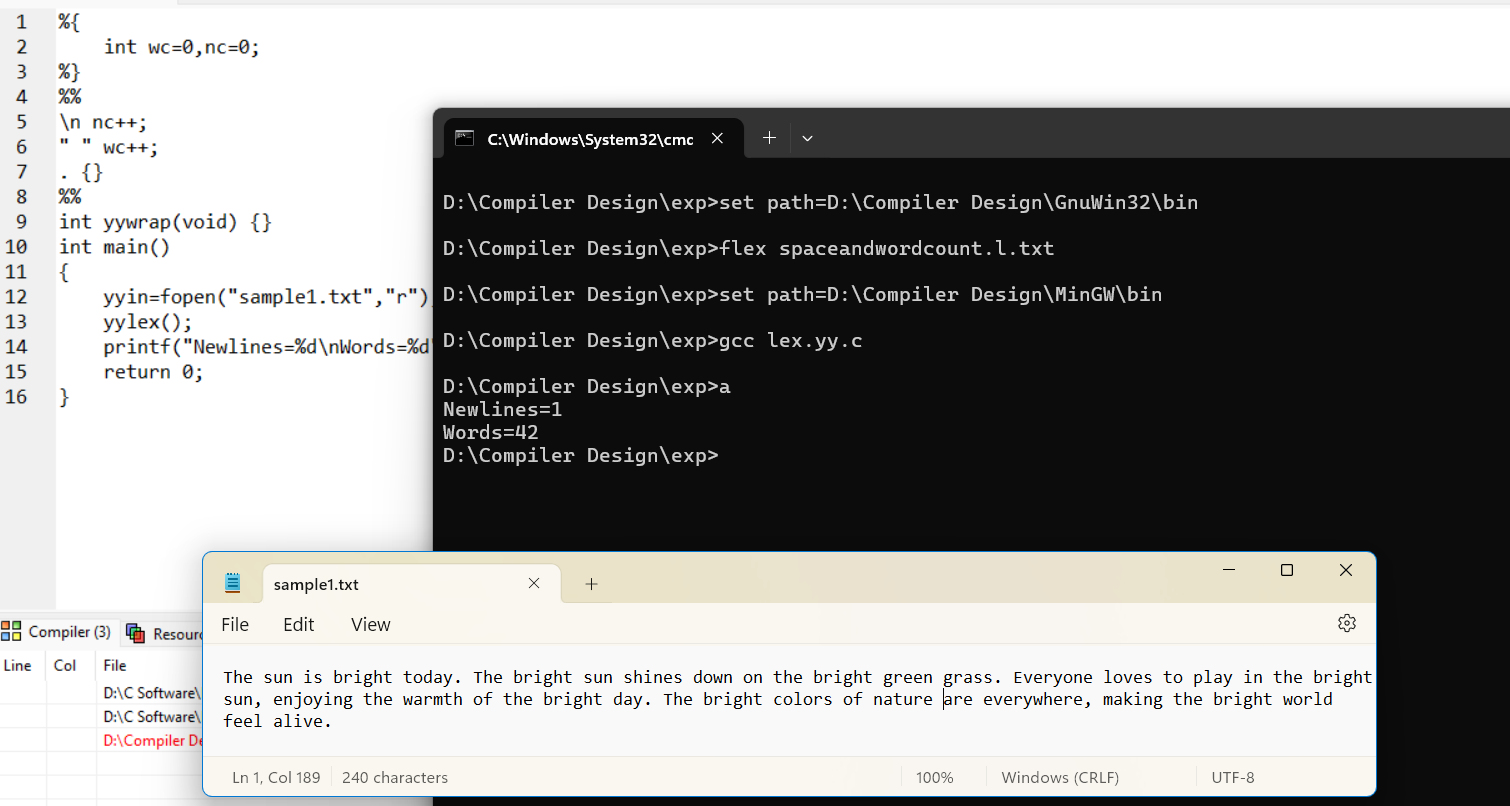 1 %{
2 int wc=0,nc=0;
3 %}
4 %%
5 \n nc++;
6 " " wc++;
7 . {}
8 %%
9 int yywrap(void) {}
10 int main()
11 {
12 yyin=fopen("sample1.txt","r")
13 yylex();
14 printf("Newlines=%d\nWords=%d
15 return 0;
16 }
C:\Windows\System32\cmc
D:\Compiler Design\exp>set path=D:\Compiler Design\GnuWin32\bin
D:\Compiler Design\exp>flex spaceandwordcount.l.txt
D:\Compiler Design\exp>set path=D:\Compiler Design\MinGW\bin
D:\Compiler Design\exp>gcc lex.yy.c
D:\Compiler Design\exp>a
Newlines=1
Words=42
D:\Compiler Design\exp>
Compiler (3) Resour
Line Col File
D:\C Software\
D:\C Software\
D:\Compiler De
sample1.txt
File Edit View
The sun is bright today. The bright sun shines down on the bright green grass. Everyone loves to play in the bright
sun, enjoying the warmth of the bright day. The bright colors of nature are everywhere, making the bright world
feel alive.
Ln 1, Col 189 240 characters 100% Windows (CRLF) UTF-8